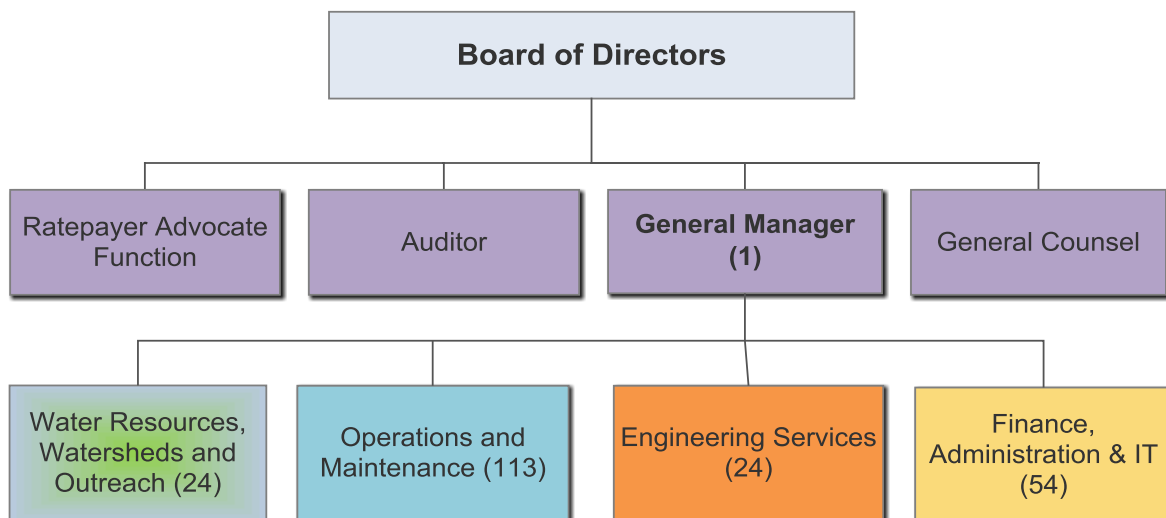 Board of Directors
Ratepayer Advocate
Function
Auditor
General Manager
(1)
General Counsel
Water Resources,
Watersheds and
Outreach (24)
Operations and
Maintenance (113)
Engineering Services
(24)
Finance,
Administration & IT
(54)